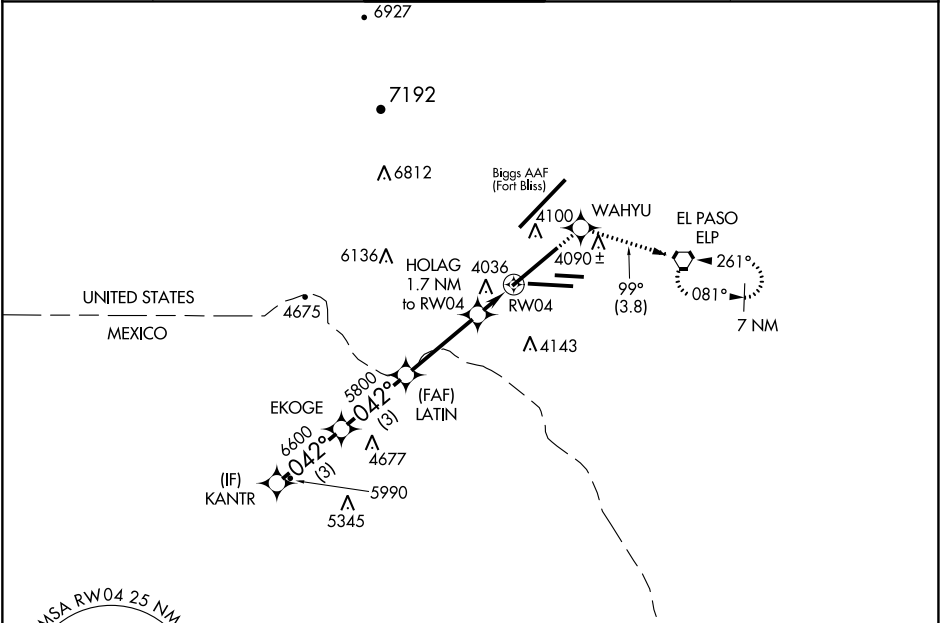 6927
7192
6812
Biggs AAF
(Fort Bliss)
4100
WAHYU
EL PASO
ELP
6136
HOLAG
1.7 NM
to RW04
4036
4090 ±
261°
081°
7 NM
99°
(3.8)
RW04
UNITED STATES
MEXICO
4675
4143
5800
042°
(3)
(FAF)
LATIN
EKOGE
6600
042°
(3)
4677
(IF)
KANTR
5990
5345
MSA RW04 25 NM